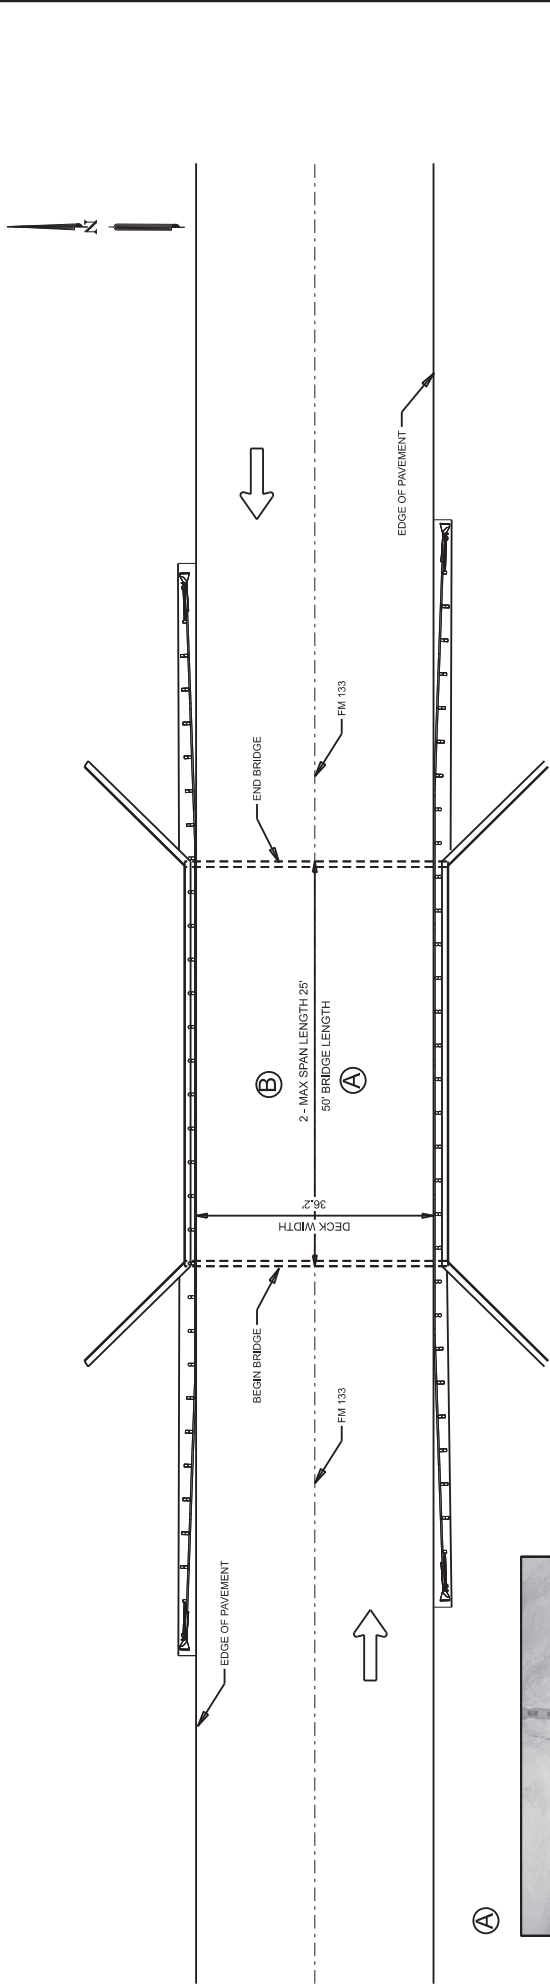 N
EDGE OF PAVEMENT
FM 133
END BRIDGE
2 - MAX SPAN LENGTH 25'
50' BRIDGE LENGTH
B
A
36.2'
DECK WIDTH
BEGIN BRIDGE
FM 133
EDGE OF PAVEMENT
A